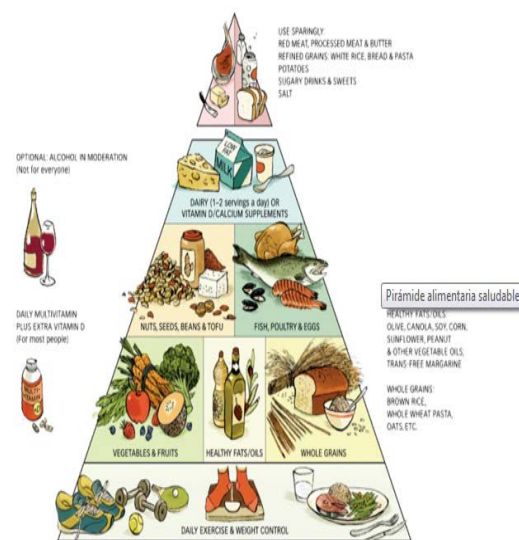 USE SPARINGLY:
RED MEAT, PROCESSED MEAT & BUTTER
REFINED GRAINS: WHITE RICE, BREAD & PASTA
POTATOES
SUGARY DRINKS & SWEETS
SALT
OPTIONAL: ALCOHOL IN MODERATION
(Not for everyone)
LOW
FAT
MILK
DAIRY (1–2 servings a day) OR
VITAMIN D/CALCIUM SUPPLEMENTS
DAILY MULTIVITAMIN
PLUS EXTRA VITAMIN D
(For most people)
MULTI-
VITAMIN
NUTS, SEEDS, BEANS & TOFU
FISH, POULTRY & EGGS
Pirámide alimentaria saludable
HEALTHY FATS/OILS:
OLIVE, CANOLA, SOY, CORN,
SUNFLOWER, PEANUT
& OTHER VEGETABLE OILS;
TRANS-FREE MARGARINE
WHOLE GRAINS:
BROWN RICE,
WHOLE WHEAT PASTA,
OATS, ETC.
VEGETABLES & FRUITS
HEALTHY FATS/OILS
WHOLE GRAINS
DAILY EXERCISE & WEIGHT CONTROL